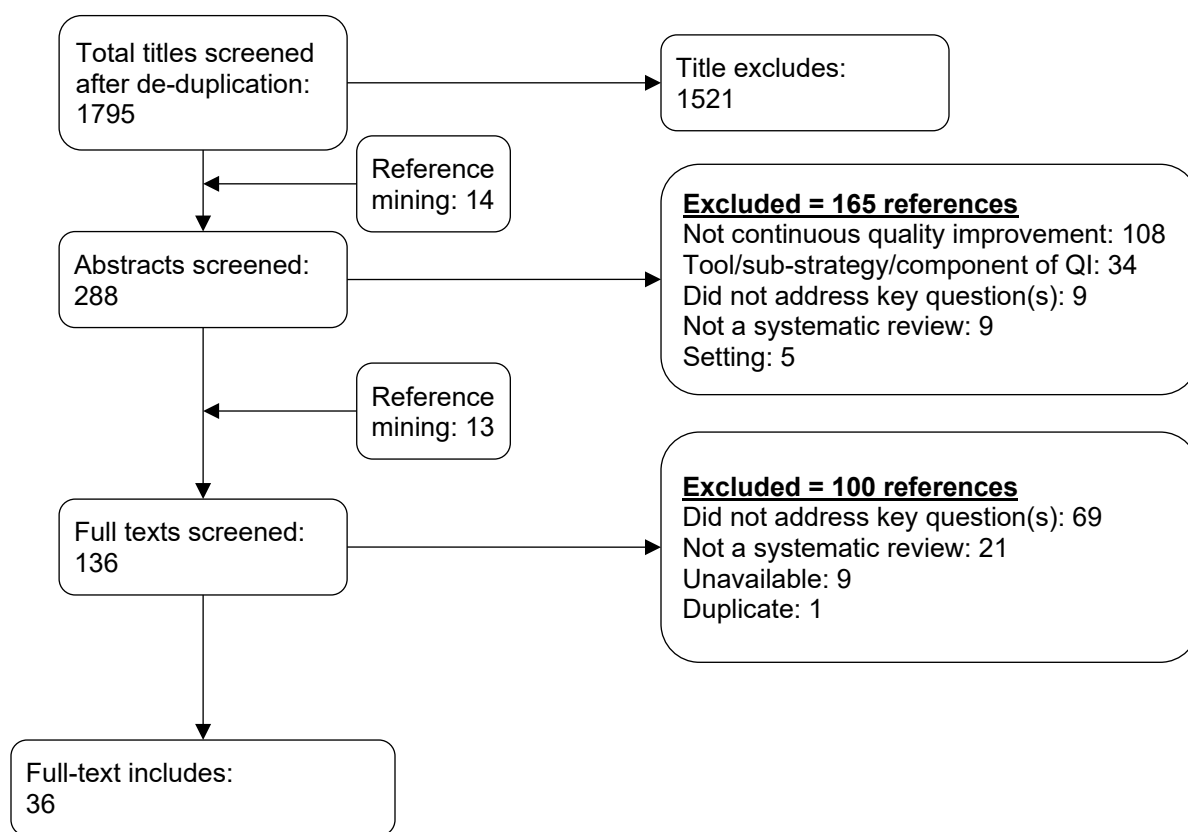 Total titles screened
after de-duplication:
1795
Title excludes:
1521
Reference
mining: 14
Abstracts screened:
288
Excluded = 165 references
Not continuous quality improvement: 108
Tool/sub-strategy/component of QI: 34
Did not address key question(s): 9
Not a systematic review: 9
Setting: 5
Reference
mining: 13
Full texts screened:
136
Excluded = 100 references
Did not address key question(s): 69
Not a systematic review: 21
Unavailable: 9
Duplicate: 1
Full-text includes:
36